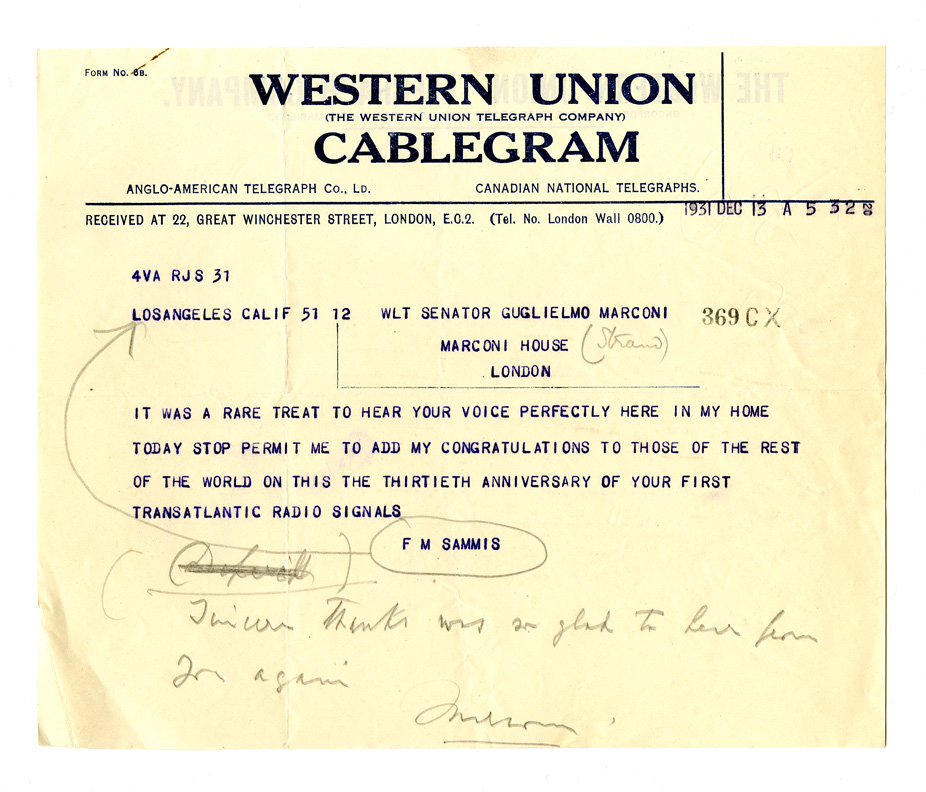 FORM NO. 6B.
WESTERN UNION
(THE WESTERN UNION TELEGRAPH COMPANY)
CABLEGRAM
ANGLO-AMERICAN TELEGRAPH CO., LD. CANADIAN NATIONAL TELEGRAPHS.
RECEIVED AT 22, GREAT WINCHESTER STREET, LONDON, E.C.2. (Tel. No. London Wall 0800.) 1931 DEC 13 A 5 32
4VA RJS 31
LOSANGELES CALIF 51 12 WLT SENATOR GUGLIELMO MARCONI 369 C X
MARCONI HOUSE (Strand)
LONDON
IT WAS A RARE TREAT TO HEAR YOUR VOICE PERFECTLY HERE IN MY HOME
TODAY STOP PERMIT ME TO ADD MY CONGRATULATIONS TO THOSE OF THE REST
OF THE WORLD ON THIS THE THIRTIETH ANNIVERSARY OF YOUR FIRST
TRANSATLANTIC RADIO SIGNALS
F M SAMMIS
Sincere Thanks was so glad to hear from
you again
Marconi